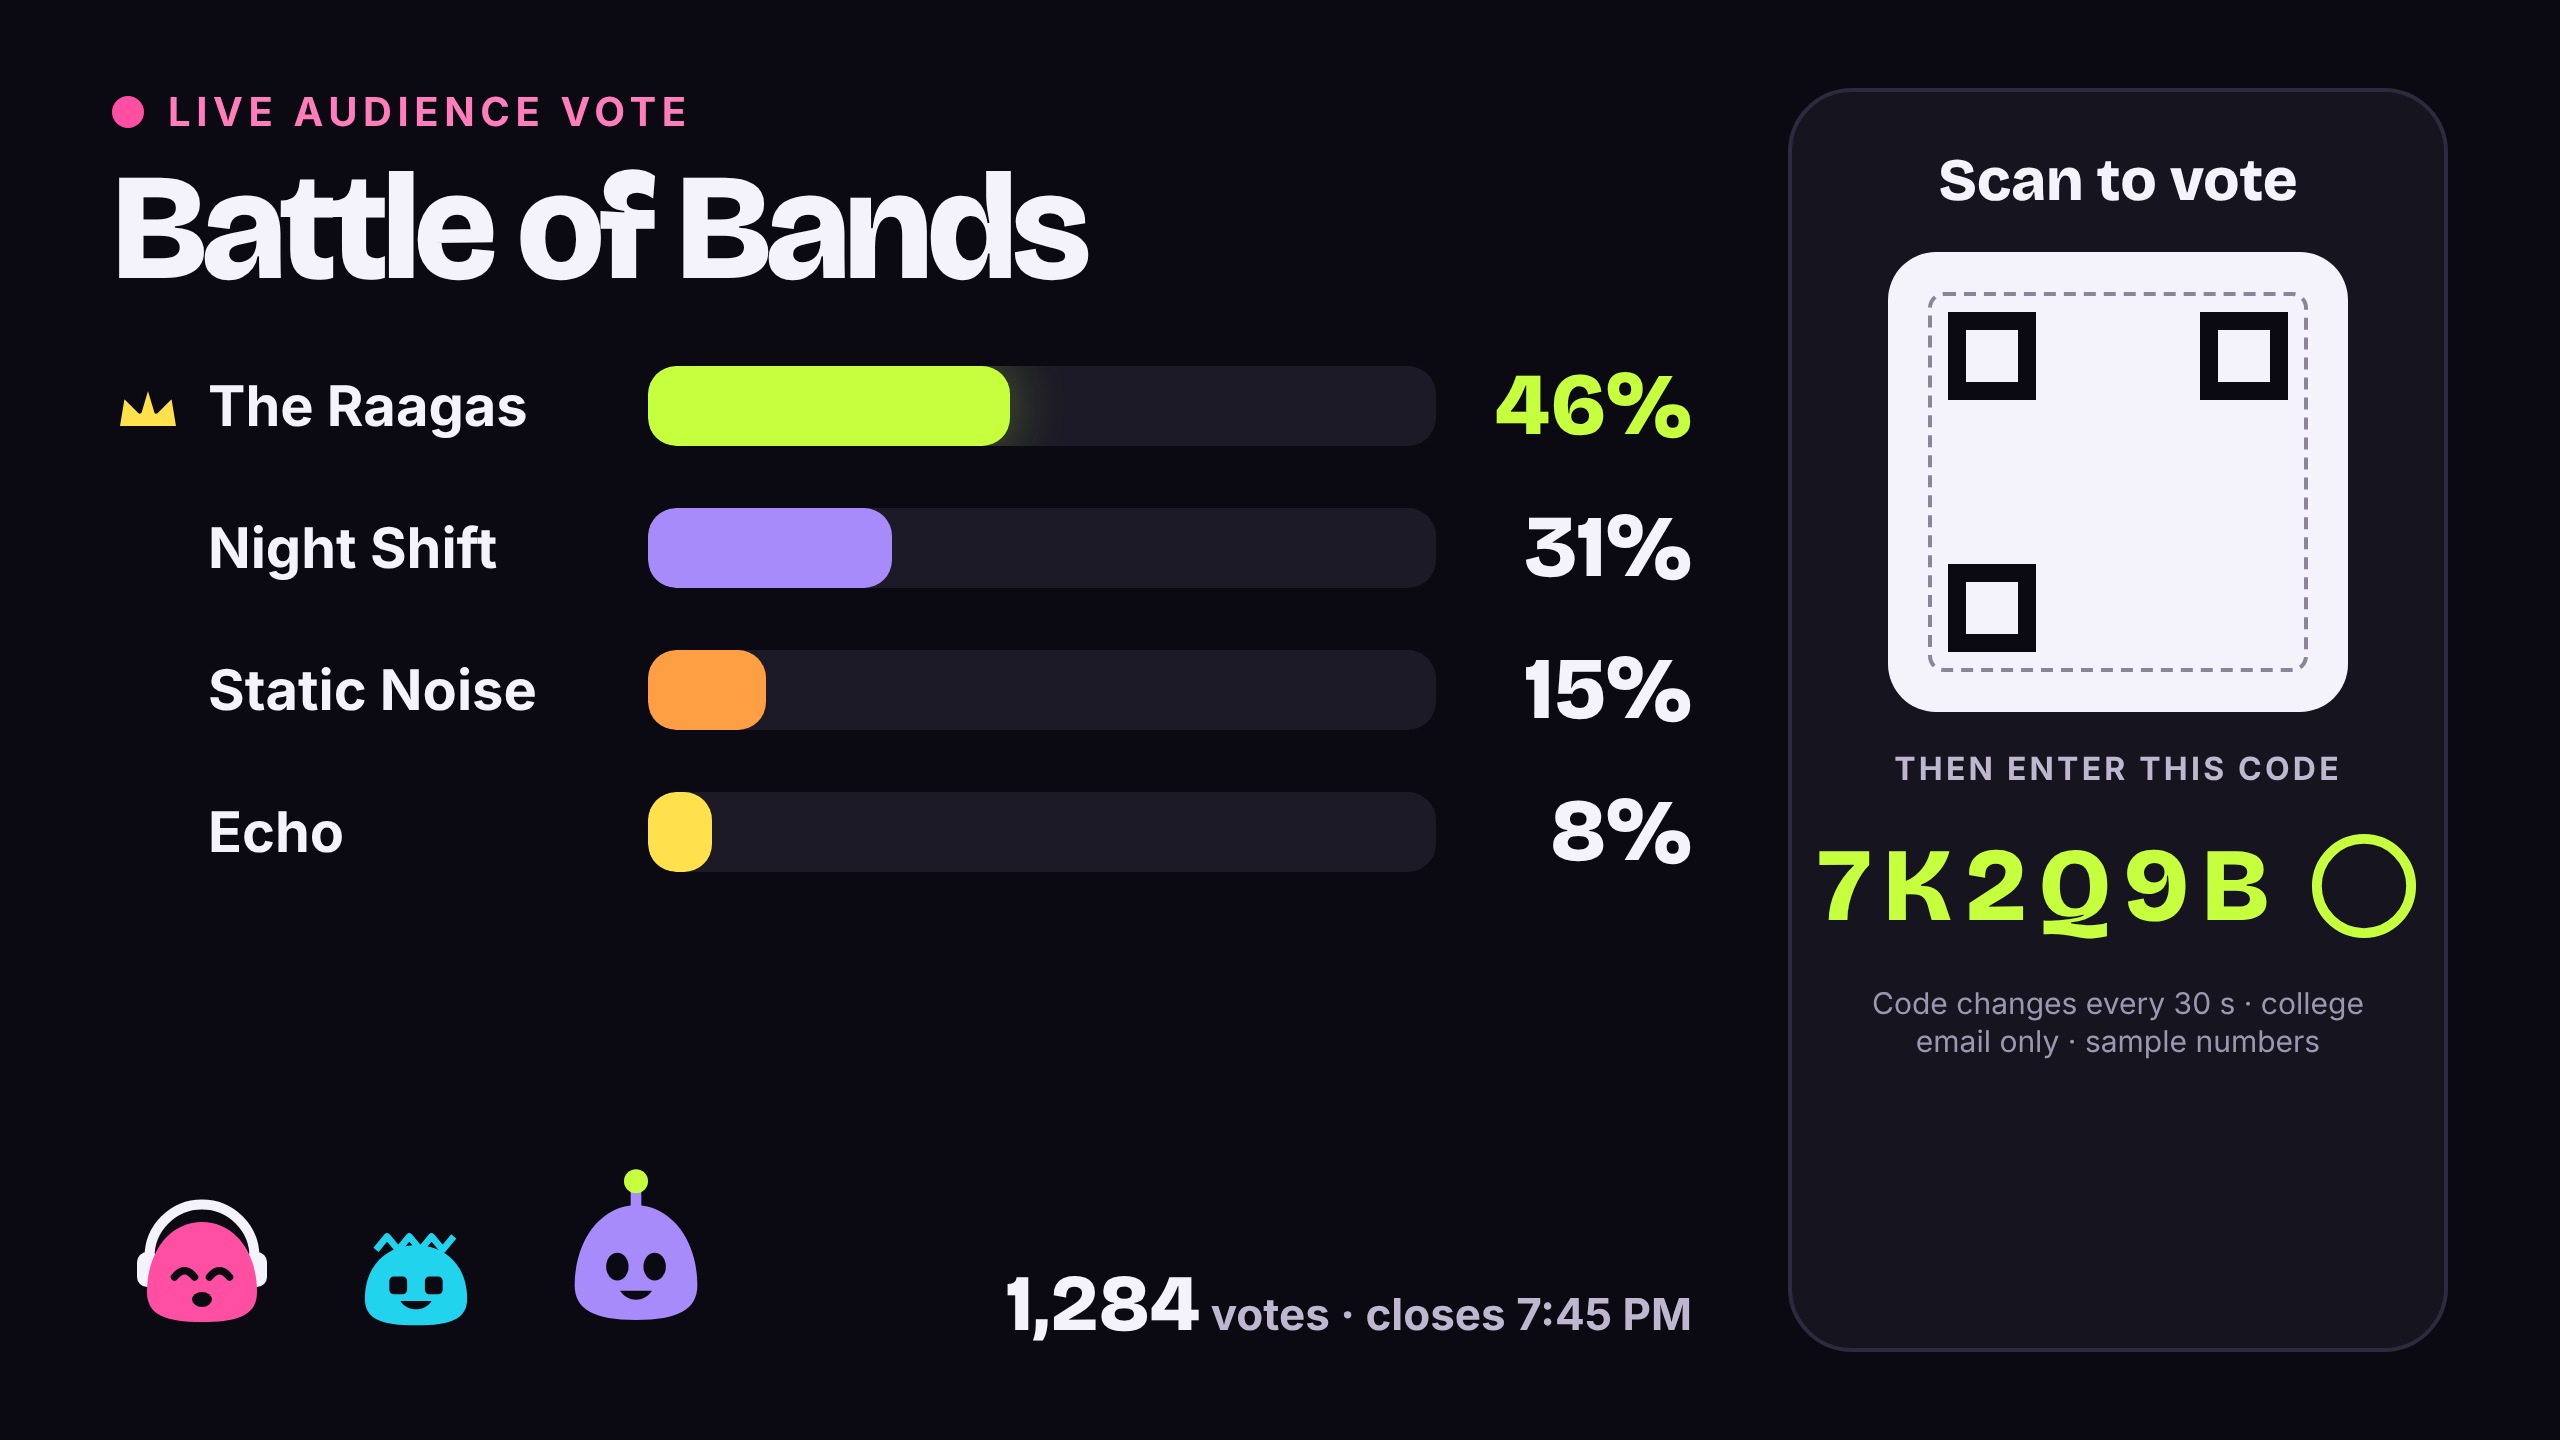 LIVE AUDIENCE VOTE
Battle of Bands
The Raagas 46%
Night Shift 31%
Static Noise 15%
Echo 8%
1,284 votes · closes 7:45 PM
Scan to vote
THEN ENTER THIS CODE
7K2Q9B
Code changes every 30 s · college
email only · sample numbers